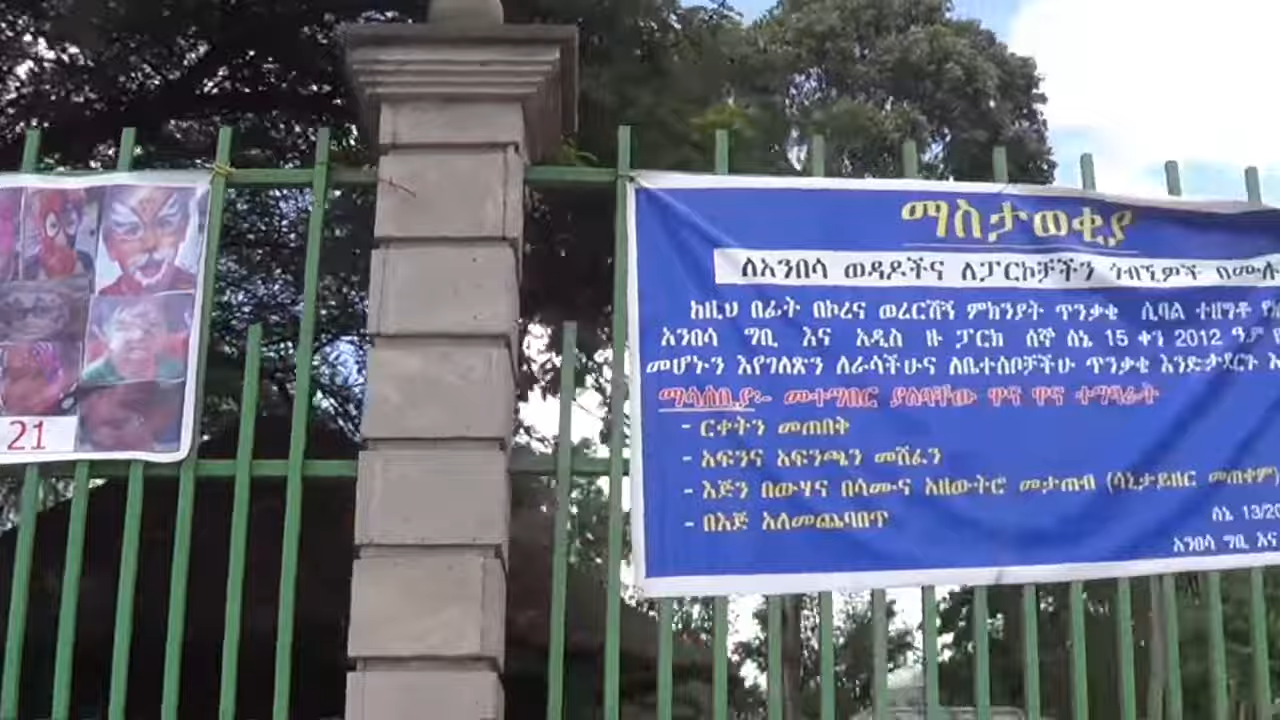 21
ማስታወቂያ
ለአንበሳ ወዳዶችና ለፓርኮቻችን ጎብኚዎች በሙሉ
ከዚህ በፊት በኮረና ወረርሽኝ ምክንያት ጥንቃቄ ሲባል ተዘግቶ
አንበሳ ግቢ እና አዲስ ዙ ፓርክ ሰኞ ሰኔ 15 ቀን 2012 ዓ.ም
መሆኑን እየገለጽን ለራሳችሁና ለቤተሰቦቻችሁ ጥንቃቄ እንድታደርጉ
ማሳሰቢያ፡- መተግበር ያለባቸው ዋና ዋና ተግባራት
- ርቀትን መጠበቅ
- አፍንና አፍንጫን መሸፈን
- እጅን በውሃና በሳሙና አዘውትሮ መታጠብ (ሳኒታይዘር መጠቀም)
- በእጅ አለመጨባበጥ
ሰኔ 13/20
አንበሳ ግቢ እና